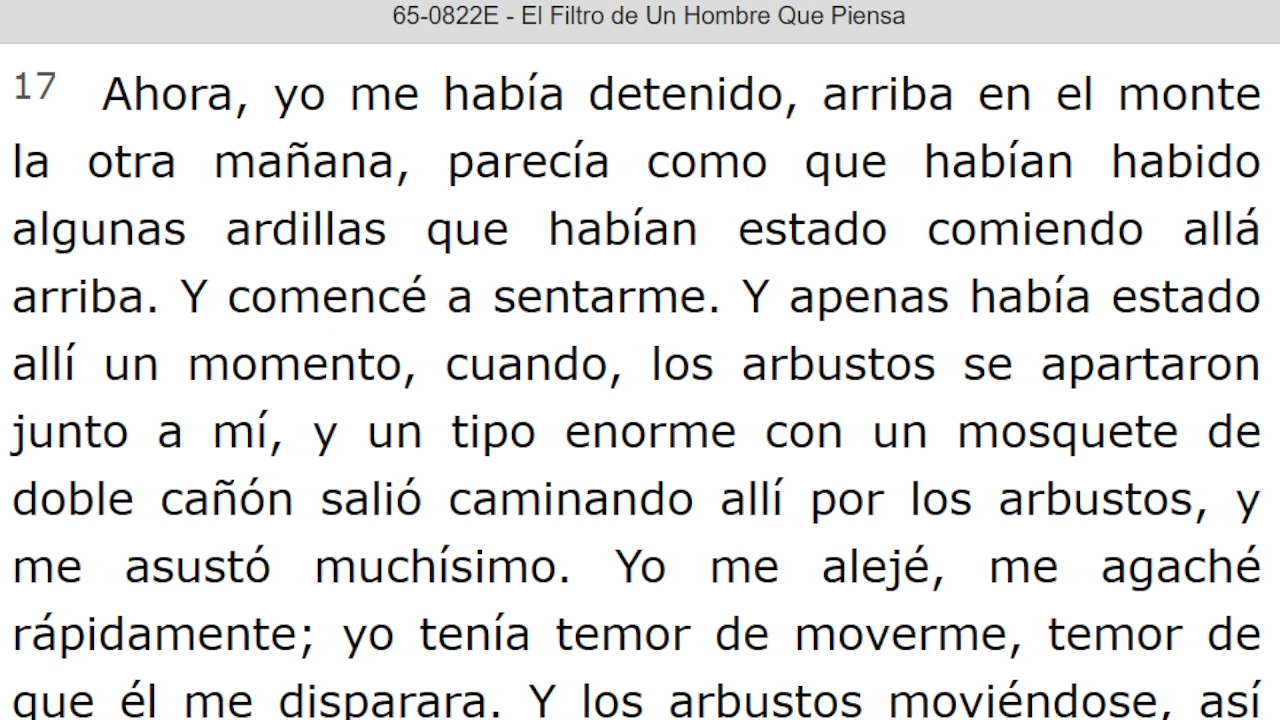 65-0822E - El Filtro de Un Hombre Que Piensa
17 Ahora, yo me había detenido, arriba en el monte
la otra mañana, parecía como que habían habido
algunas ardillas que habían estado comiendo allá
arriba. Y comencé a sentarme. Y apenas había estado
allí un momento, cuando, los arbustos se apartaron
junto a mí, y un tipo enorme con un mosquete de
doble cañón salió caminando allí por los arbustos, y
me asustó muchísimo. Yo me alejé, me agaché
rápidamente; yo tenía temor de moverme, temor de
que él me disparara. Y los arbustos moviéndose, así